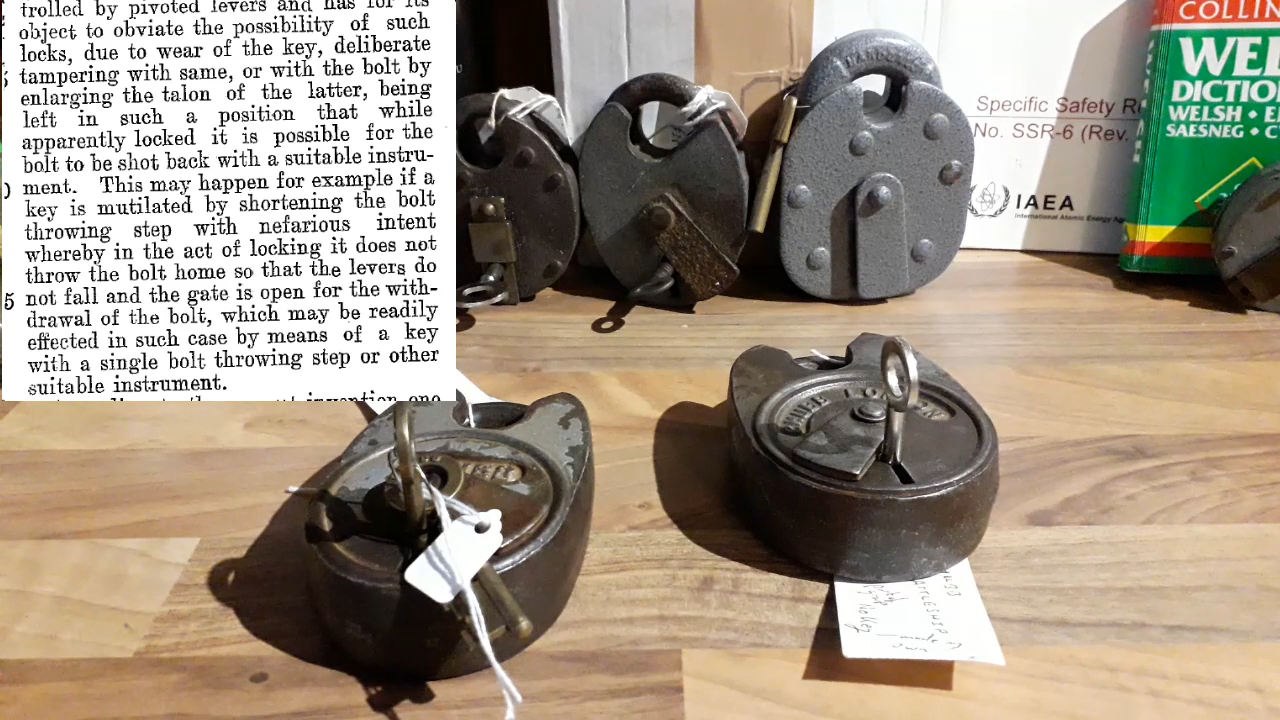 trolled by pivoted levers and has for its
object to obviate the possibility of such
locks, due to wear of the key, deliberate
tampering with same, or with the bolt by
enlarging the talon of the latter, being
left in such a position that while
apparently locked it is possible for the
bolt to be shot back with a suitable instru-
ment. This may happen for example if a
key is mutilated by shortening the bolt
throwing step with nefarious intent
whereby in the act of locking it does not
throw the bolt home so that the levers do
5 not fall and the gate is open for the with-
drawal of the bolt, which may be readily
effected in such case by means of a key
with a single bolt throwing step or other
suitable instrument.
Specific Safety
No. SSR-6 (Rev.
IAEA
International Atomic Energy
COLLIN
WEL
DICTIO
WELSH • E
SAESNEG • C
CHUBB LONDON